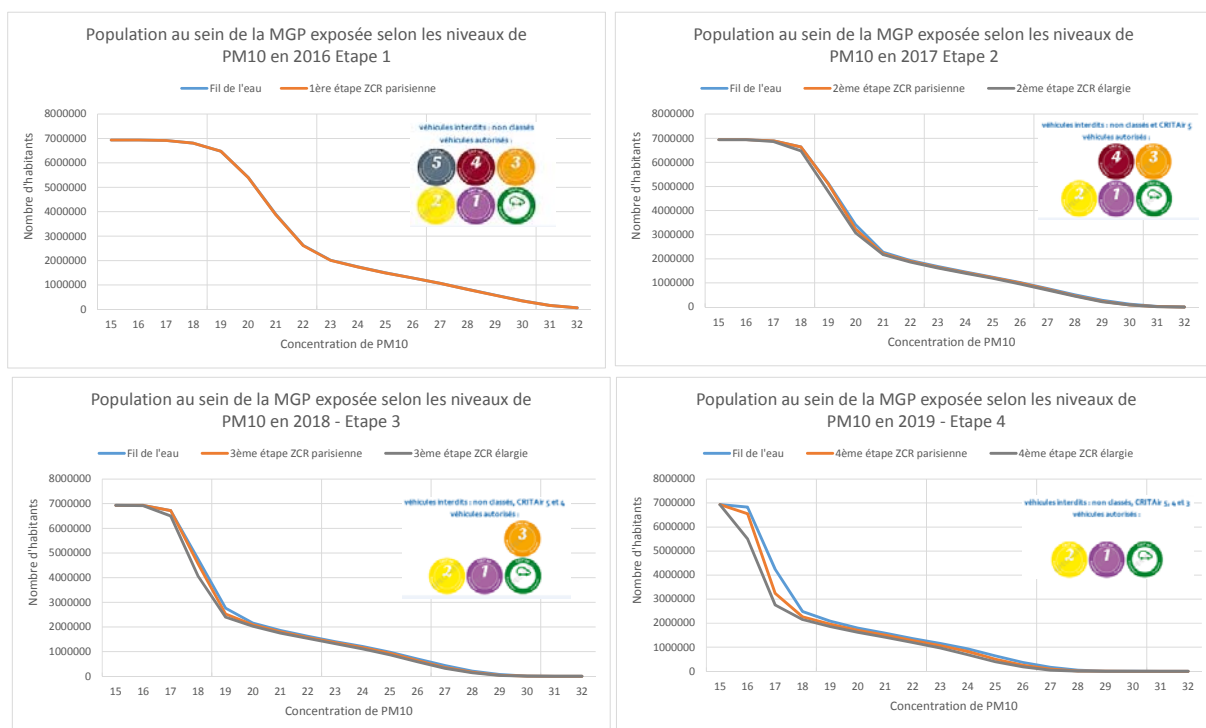 Population au sein de la MGP exposée selon les niveaux de
PM10 en 2016 Etape 1
Fil de l'eau 1ère étape ZCR parisienne
Nombre d'habitants
8000000
7000000
6000000
5000000
4000000
3000000
2000000
1000000
0
véhicules interdits : non classés
véhicules autorisés :
5 4 3
2 1
15 16 17 18 19 20 21 22 23 24 25 26 27 28 29 30 31 32
Concentration de PM10
Population au sein de la MGP exposée selon les niveaux de
PM10 en 2017 Etape 2
Fil de l'eau 2ème étape ZCR parisienne 2ème étape ZCR élargie
Nombre d'habitants
8000000
7000000
6000000
5000000
4000000
3000000
2000000
1000000
0
véhicules interdits : non classés et CRITAir 5
véhicules autorisés :
4 3
2 1
15 16 17 18 19 20 21 22 23 24 25 26 27 28 29 30 31 32
Concentration de PM10
Population au sein de la MGP exposée selon les niveaux de
PM10 en 2018 - Etape 3
Fil de l'eau 3ème étape ZCR parisienne 3ème étape ZCR élargie
Nombre d'habitants
8000000
7000000
6000000
5000000
4000000
3000000
2000000
1000000
0
véhicules interdits : non classés, CRITAir 5 et 4
véhicules autorisés :
3
2 1
15 16 17 18 19 20 21 22 23 24 25 26 27 28 29 30 31 32
Concentration de PM10
Population au sein de la MGP exposée selon les niveaux de
PM10 en 2019 - Etape 4
Fil de l'eau 4ème étape ZCR parisienne 4ème étape ZCR élargie
Nombre d'habitants
8000000
7000000
6000000
5000000
4000000
3000000
2000000
1000000
0
véhicules interdits : non classés, CRITAir 5, 4 et 3
véhicules autorisés :
2 1
15 16 17 18 19 20 21 22 23 24 25 26 27 28 29 30 31 32
Concentration de PM10